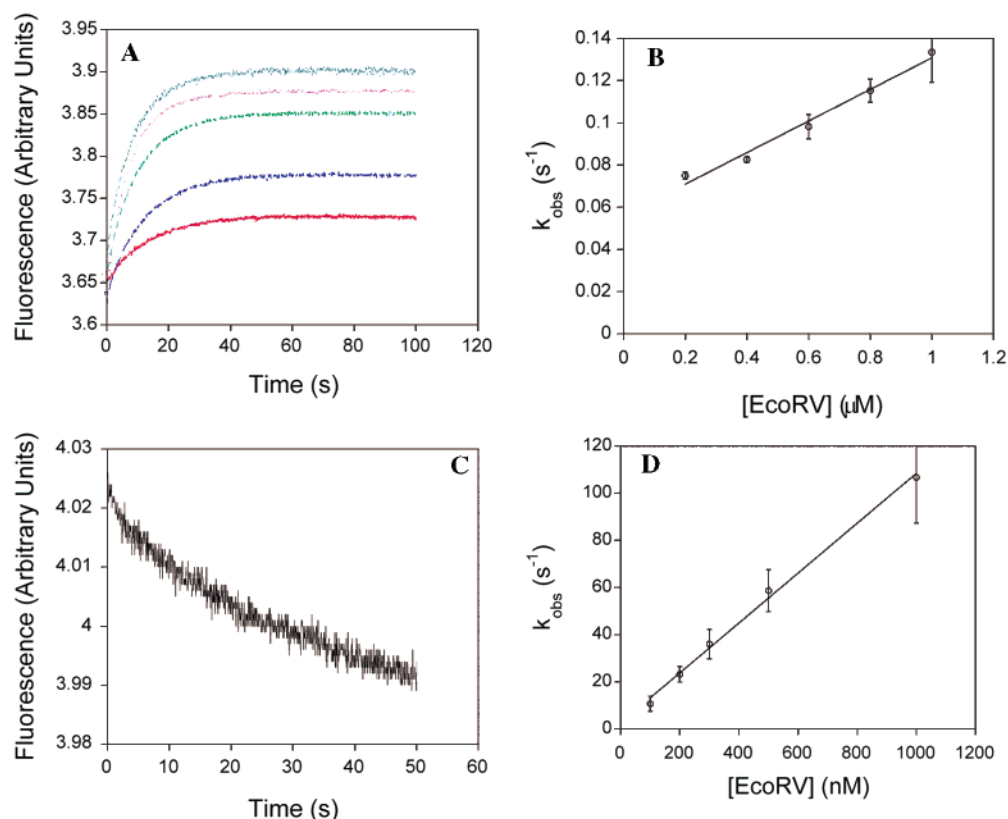 A
Fluorescence (Arbitrary Units)
3.95
3.9
3.85
3.8
3.75
3.7
3.65
3.6
0 20 40 60 80 100 120
Time (s)
B
k_obs (s⁻¹)
0.14
0.12
0.1
0.08
0.06
0.04
0.02
0
0 0.2 0.4 0.6 0.8 1 1.2
[EcoRV] (µM)
C
Fluorescence (Arbitrary Units)
4.03
4.02
4.01
4
3.99
3.98
0 10 20 30 40 50 60
Time (s)
D
k_obs (s⁻¹)
120
100
80
60
40
20
0
0 200 400 600 800 1000 1200
[EcoRV] (nM)